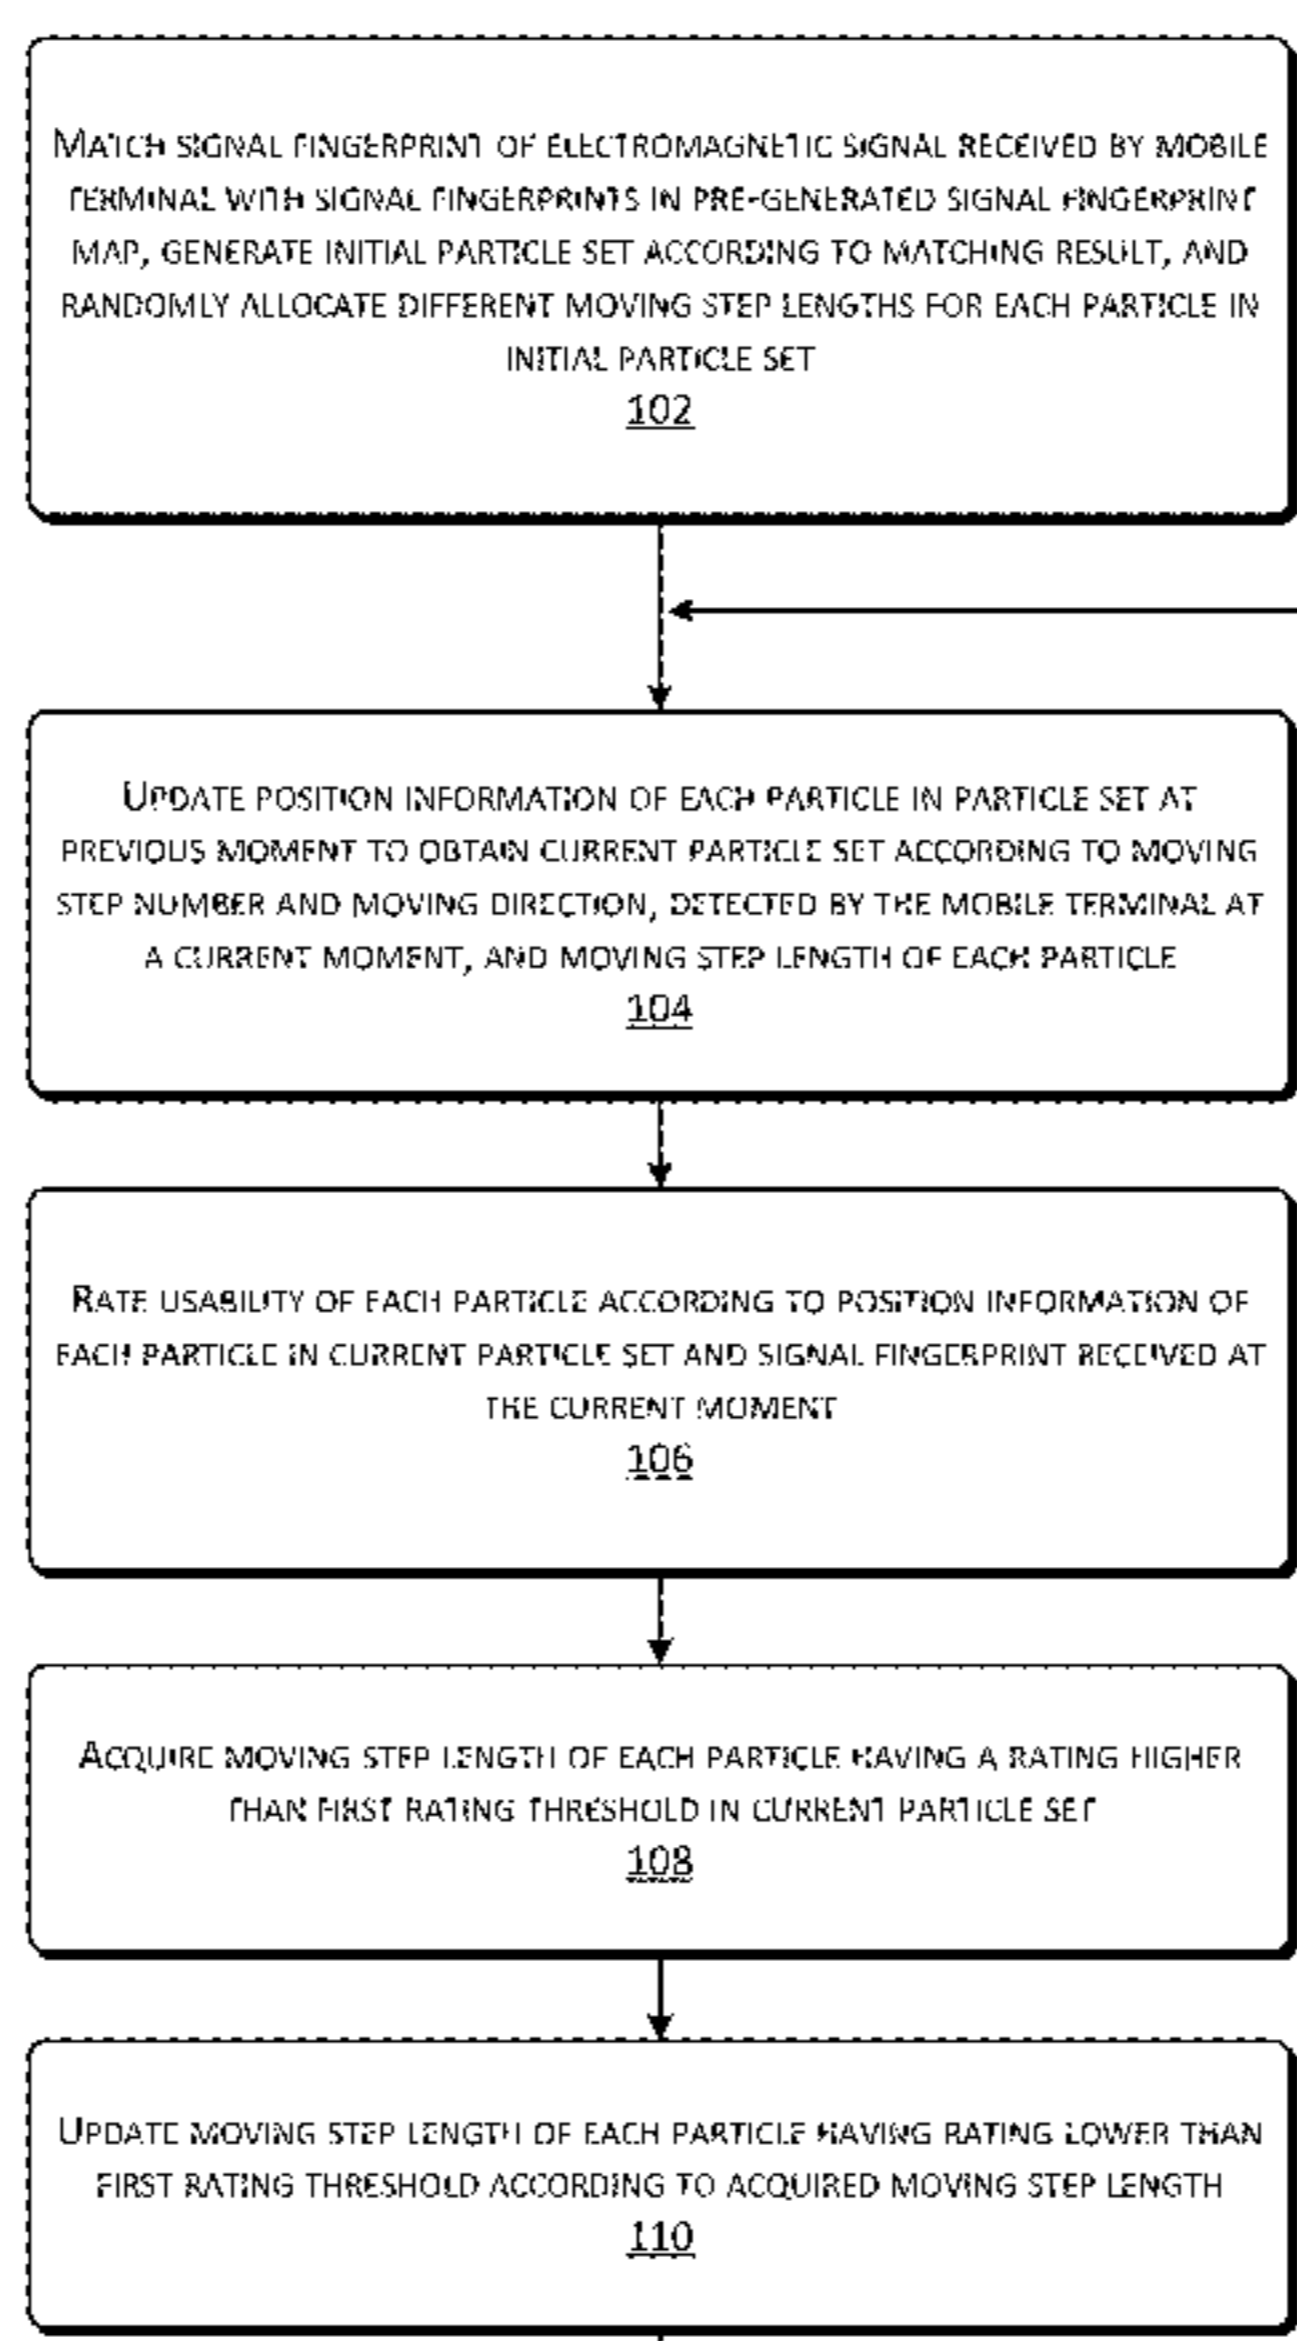 MATCH SIGNAL FINGERPRINT OF ELECTROMAGNETIC SIGNAL RECEIVED BY MOBILE
TERMINAL WITH SIGNAL FINGERPRINTS IN PRE-GENERATED SIGNAL FINGERPRINT
MAP, GENERATE INITIAL PARTICLE SET ACCORDING TO MATCHING RESULT, AND
RANDOMLY ALLOCATE DIFFERENT MOVING STEP LENGTHS FOR EACH PARTICLE IN
INITIAL PARTICLE SET
102
UPDATE POSITION INFORMATION OF EACH PARTICLE IN PARTICLE SET AT
PREVIOUS MOMENT TO OBTAIN CURRENT PARTICLE SET ACCORDING TO MOVING
STEP NUMBER AND MOVING DIRECTION, DETECTED BY THE MOBILE TERMINAL AT
A CURRENT MOMENT, AND MOVING STEP LENGTH OF EACH PARTICLE
104
RATE USABILITY OF EACH PARTICLE ACCORDING TO POSITION INFORMATION OF
EACH PARTICLE IN CURRENT PARTICLE SET AND SIGNAL FINGERPRINT RECEIVED AT
THE CURRENT MOMENT
106
ACQUIRE MOVING STEP LENGTH OF EACH PARTICLE HAVING A RATING HIGHER
THAN FIRST RATING THRESHOLD IN CURRENT PARTICLE SET
108
UPDATE MOVING STEP LENGTH OF EACH PARTICLE HAVING RATING LOWER THAN
FIRST RATING THRESHOLD ACCORDING TO ACQUIRED MOVING STEP LENGTH
110